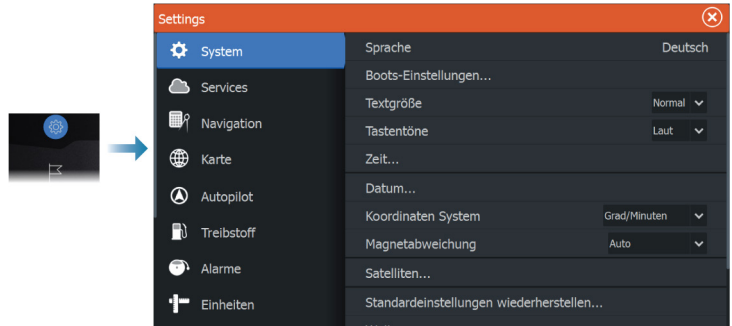 Settings
System
Services
Navigation
Karte
Autopilot
Treibstoff
Alarme
Einheiten
Sprache Deutsch
Boots-Einstellungen...
Textgröße Normal
Tastentöne Laut
Zeit...
Datum...
Koordinaten System Grad/Minuten
Magnetabweichung Auto
Satelliten...
Standardeinstellungen wiederherstellen...